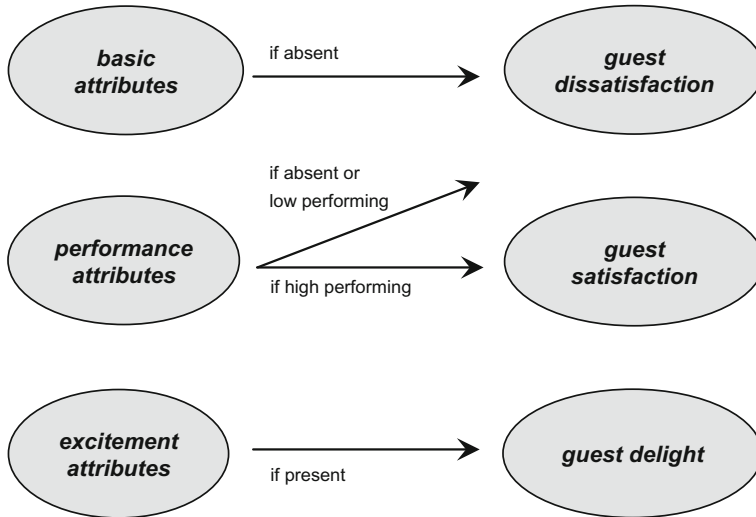 basic
attributes
if absent
guest
dissatisfaction
if absent or
low performing
performance
attributes
if high performing
guest
satisfaction
excitement
attributes
if present
guest delight